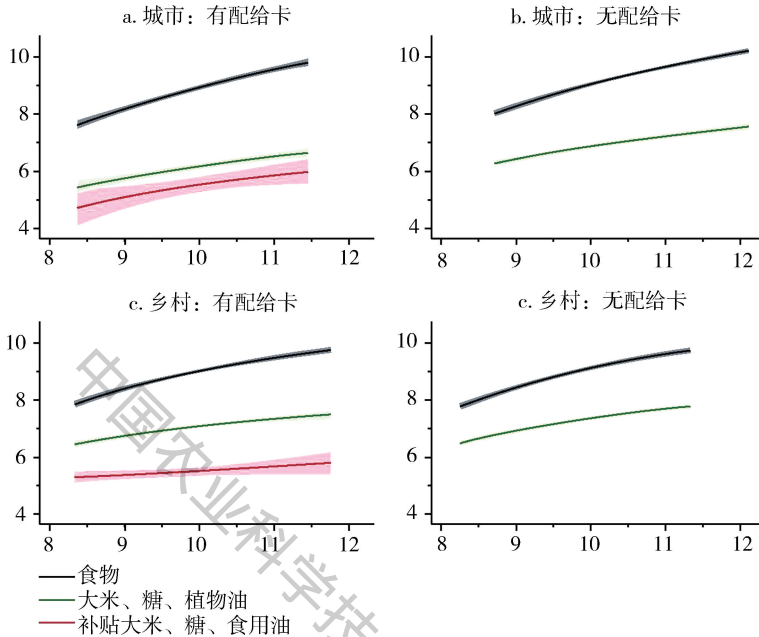 a. 城市：有配给卡
b. 城市：无配给卡
10
8
6
4
8 9 10 11 12
10
8
6
4
8 9 10 11 12
c. 乡村：有配给卡
c. 乡村：无配给卡
10
8
6
4
8 9 10 11 12
10
8
6
4
8 9 10 11 12
食物
大米、糖、植物油
补贴大米、糖、食用油
中国农业科学技